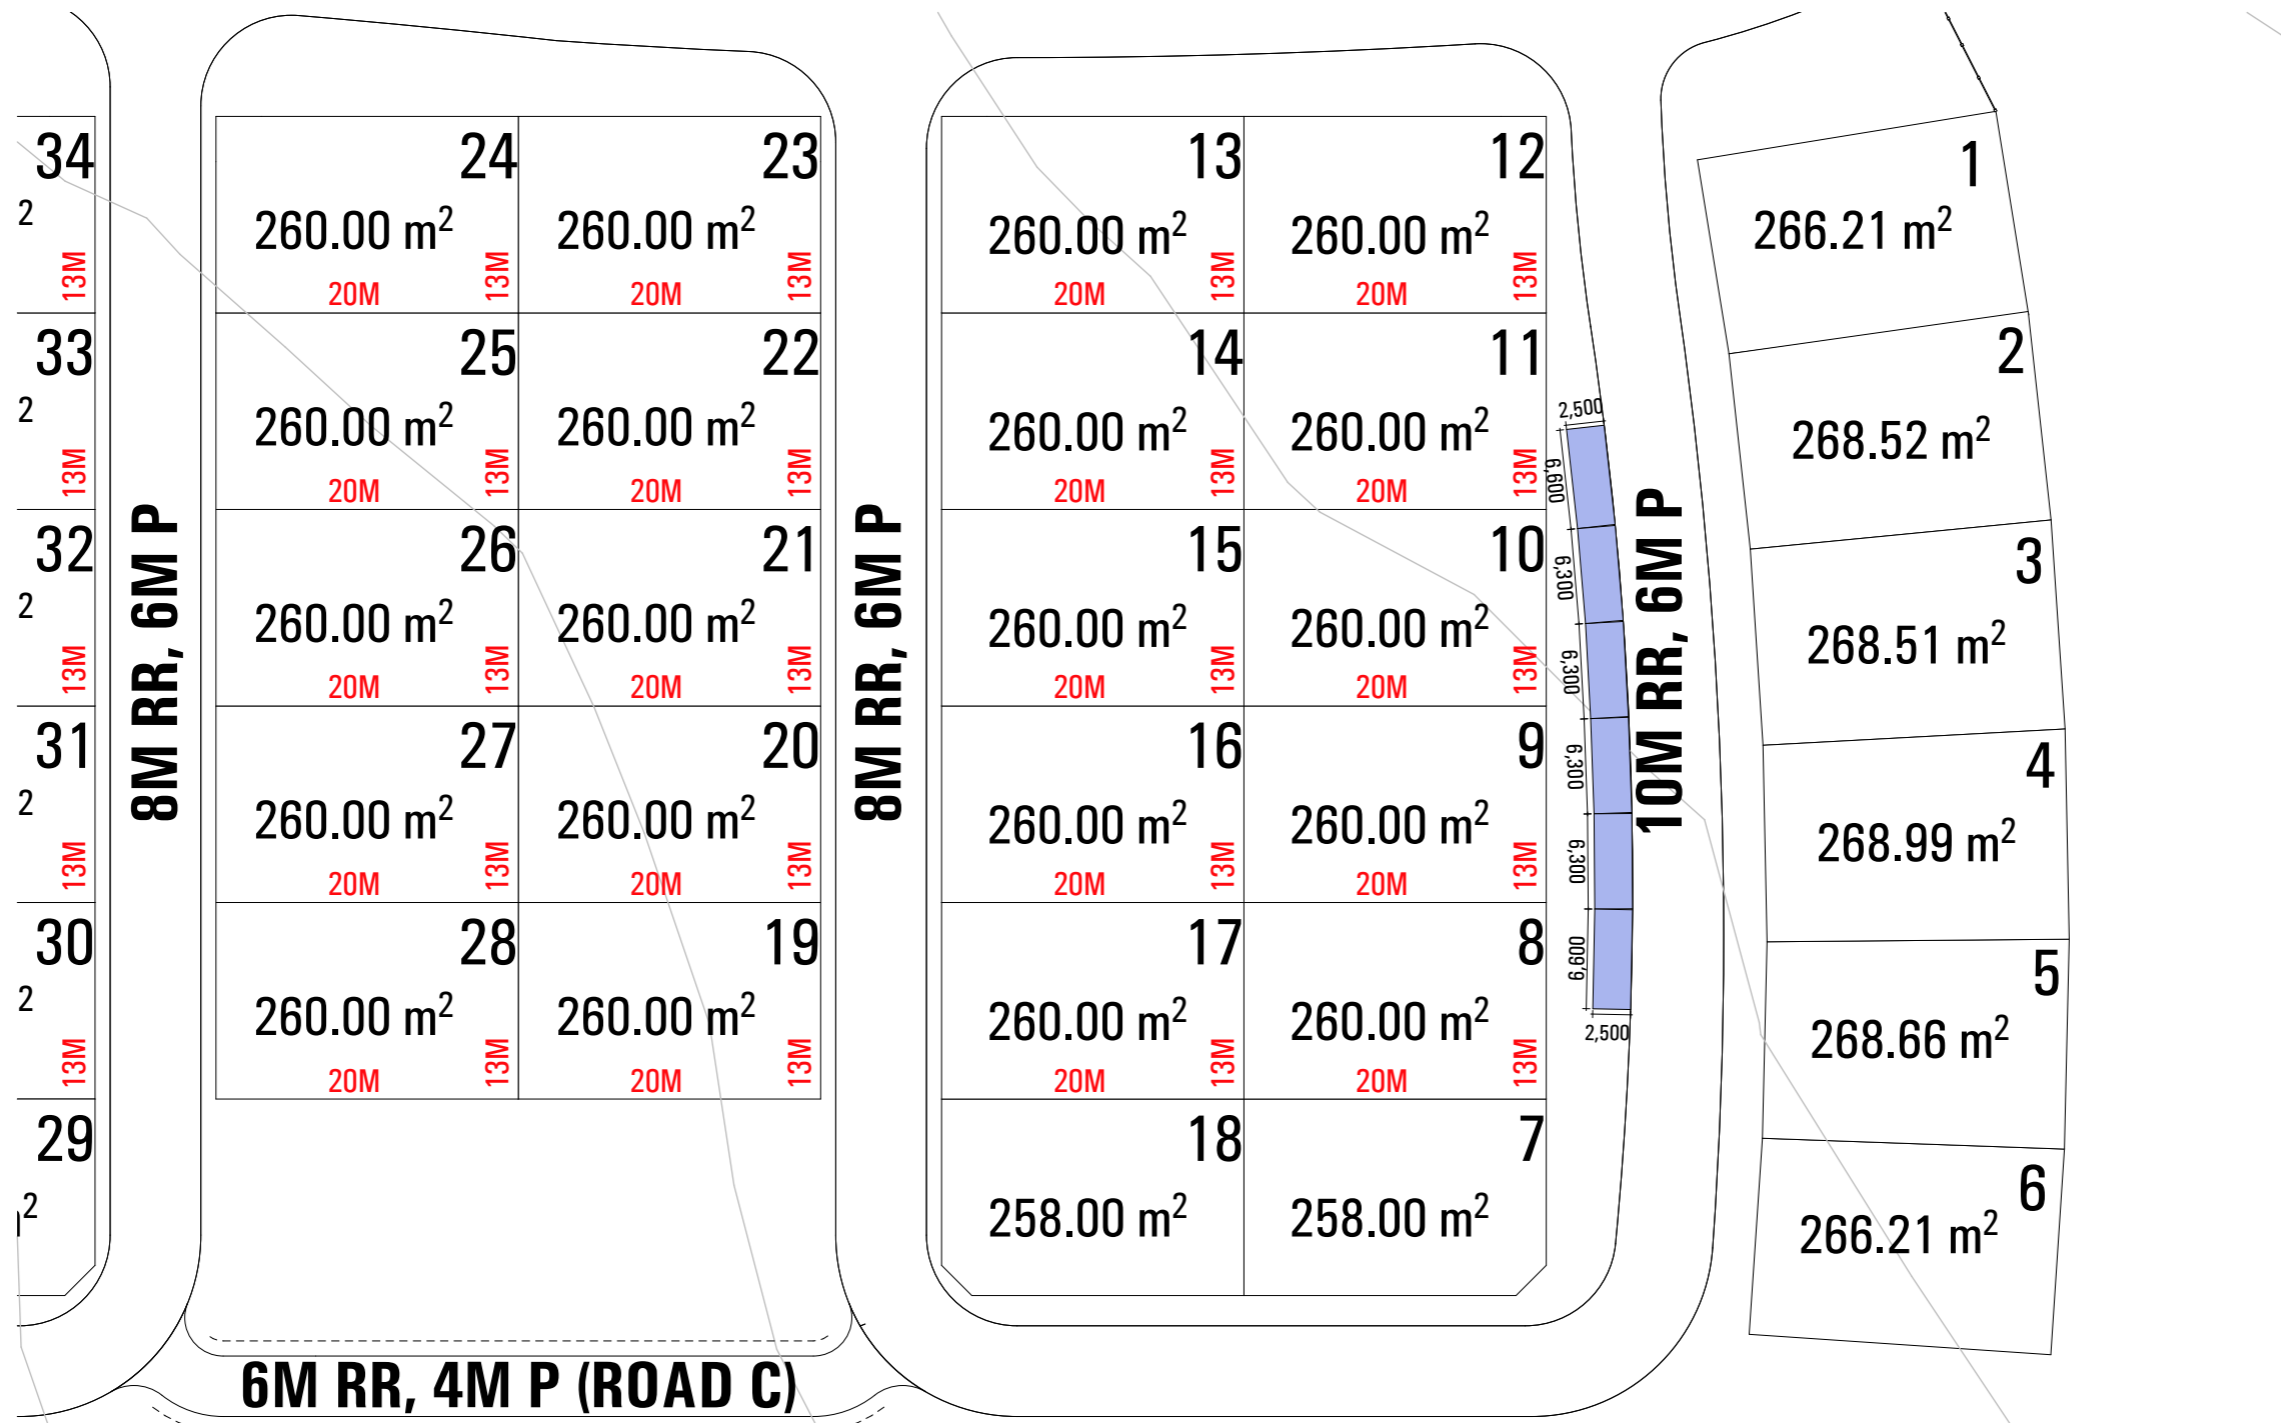 34
2
13M
33
2
13M
32
2
13M
31
2
13M
30
2
13M
29
2
8M RR, 6M P
24
260.00 m²
20M
13M
23
260.00 m²
20M
13M
25
260.00 m²
20M
13M
22
260.00 m²
20M
13M
26
260.00 m²
20M
13M
21
260.00 m²
20M
13M
27
260.00 m²
20M
13M
20
260.00 m²
20M
13M
28
260.00 m²
20M
13M
19
260.00 m²
20M
13M
6M RR, 4M P (ROAD C)
8M RR, 6M P
13
260.00 m²
20M
13M
12
260.00 m²
20M
13M
14
260.00 m²
20M
13M
11
260.00 m²
20M
13M
15
260.00 m²
20M
13M
10
260.00 m²
20M
13M
16
260.00 m²
20M
13M
9
260.00 m²
20M
13M
17
260.00 m²
20M
13M
8
260.00 m²
20M
13M
18
258.00 m²
7
258.00 m²
2,500
6,600
6,300
6,300
6,300
6,300
6,600
2,500
10M RR, 6M P
1
266.21 m²
2
268.52 m²
3
268.51 m²
4
268.99 m²
5
268.66 m²
6
266.21 m²